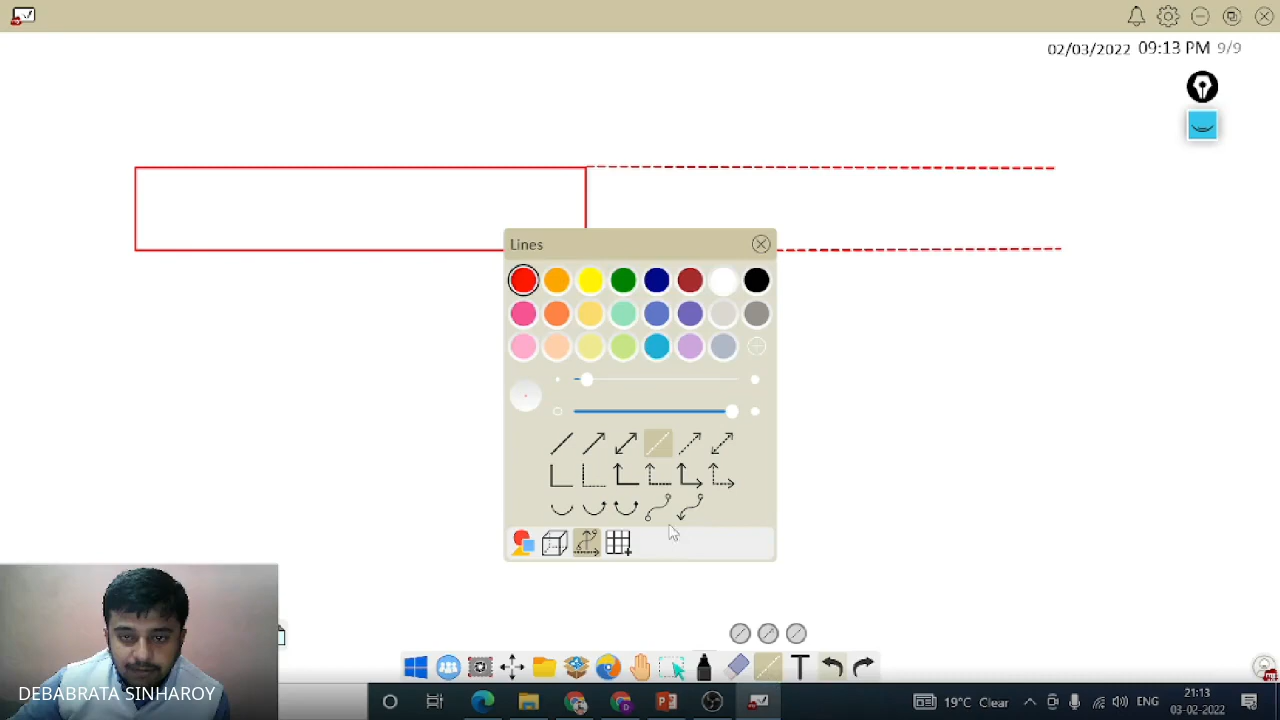 02/03/2022 09:13 PM 9/9
Lines
DEBABRATA SINHAROY
T
19°C Clear
ENG
21:13
03-02-2022